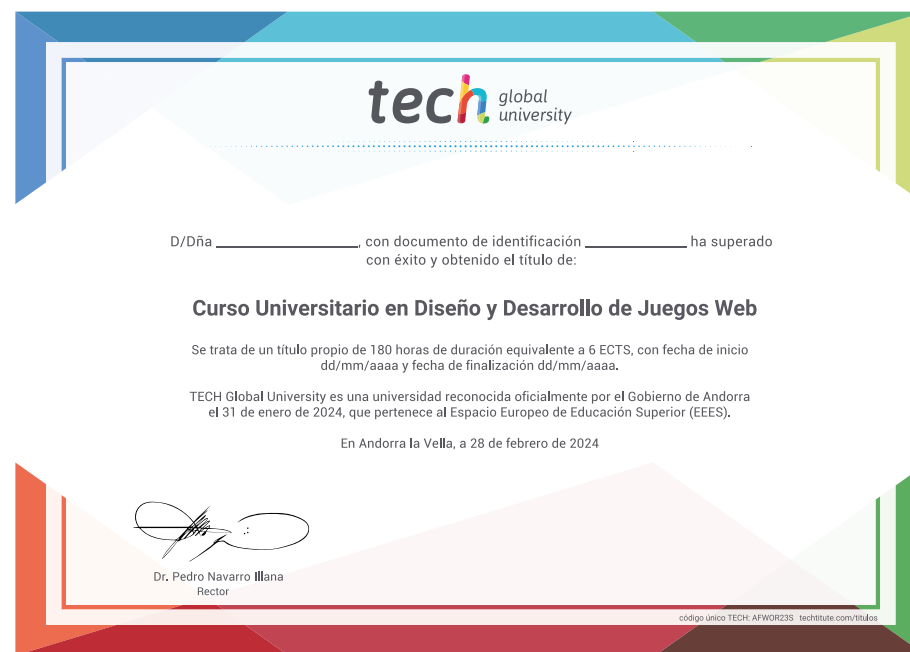 tech global university
D/Dña ______________, con documento de identificación __________ ha superado
con éxito y obtenido el título de:
Curso Universitario en Diseño y Desarrollo de Juegos Web
Se trata de un título propio de 180 horas de duración equivalente a 6 ECTS, con fecha de inicio
dd/mm/aaaa y fecha de finalización dd/mm/aaaa.
TECH Global University es una universidad reconocida oficialmente por el Gobierno de Andorra
el 31 de enero de 2024, que pertenece al Espacio Europeo de Educación Superior (EEES).
En Andorra la Vella, a 28 de febrero de 2024
Dr. Pedro Navarro Illana
Rector
código único TECH: AFWOR23S techtitute.com/titulos